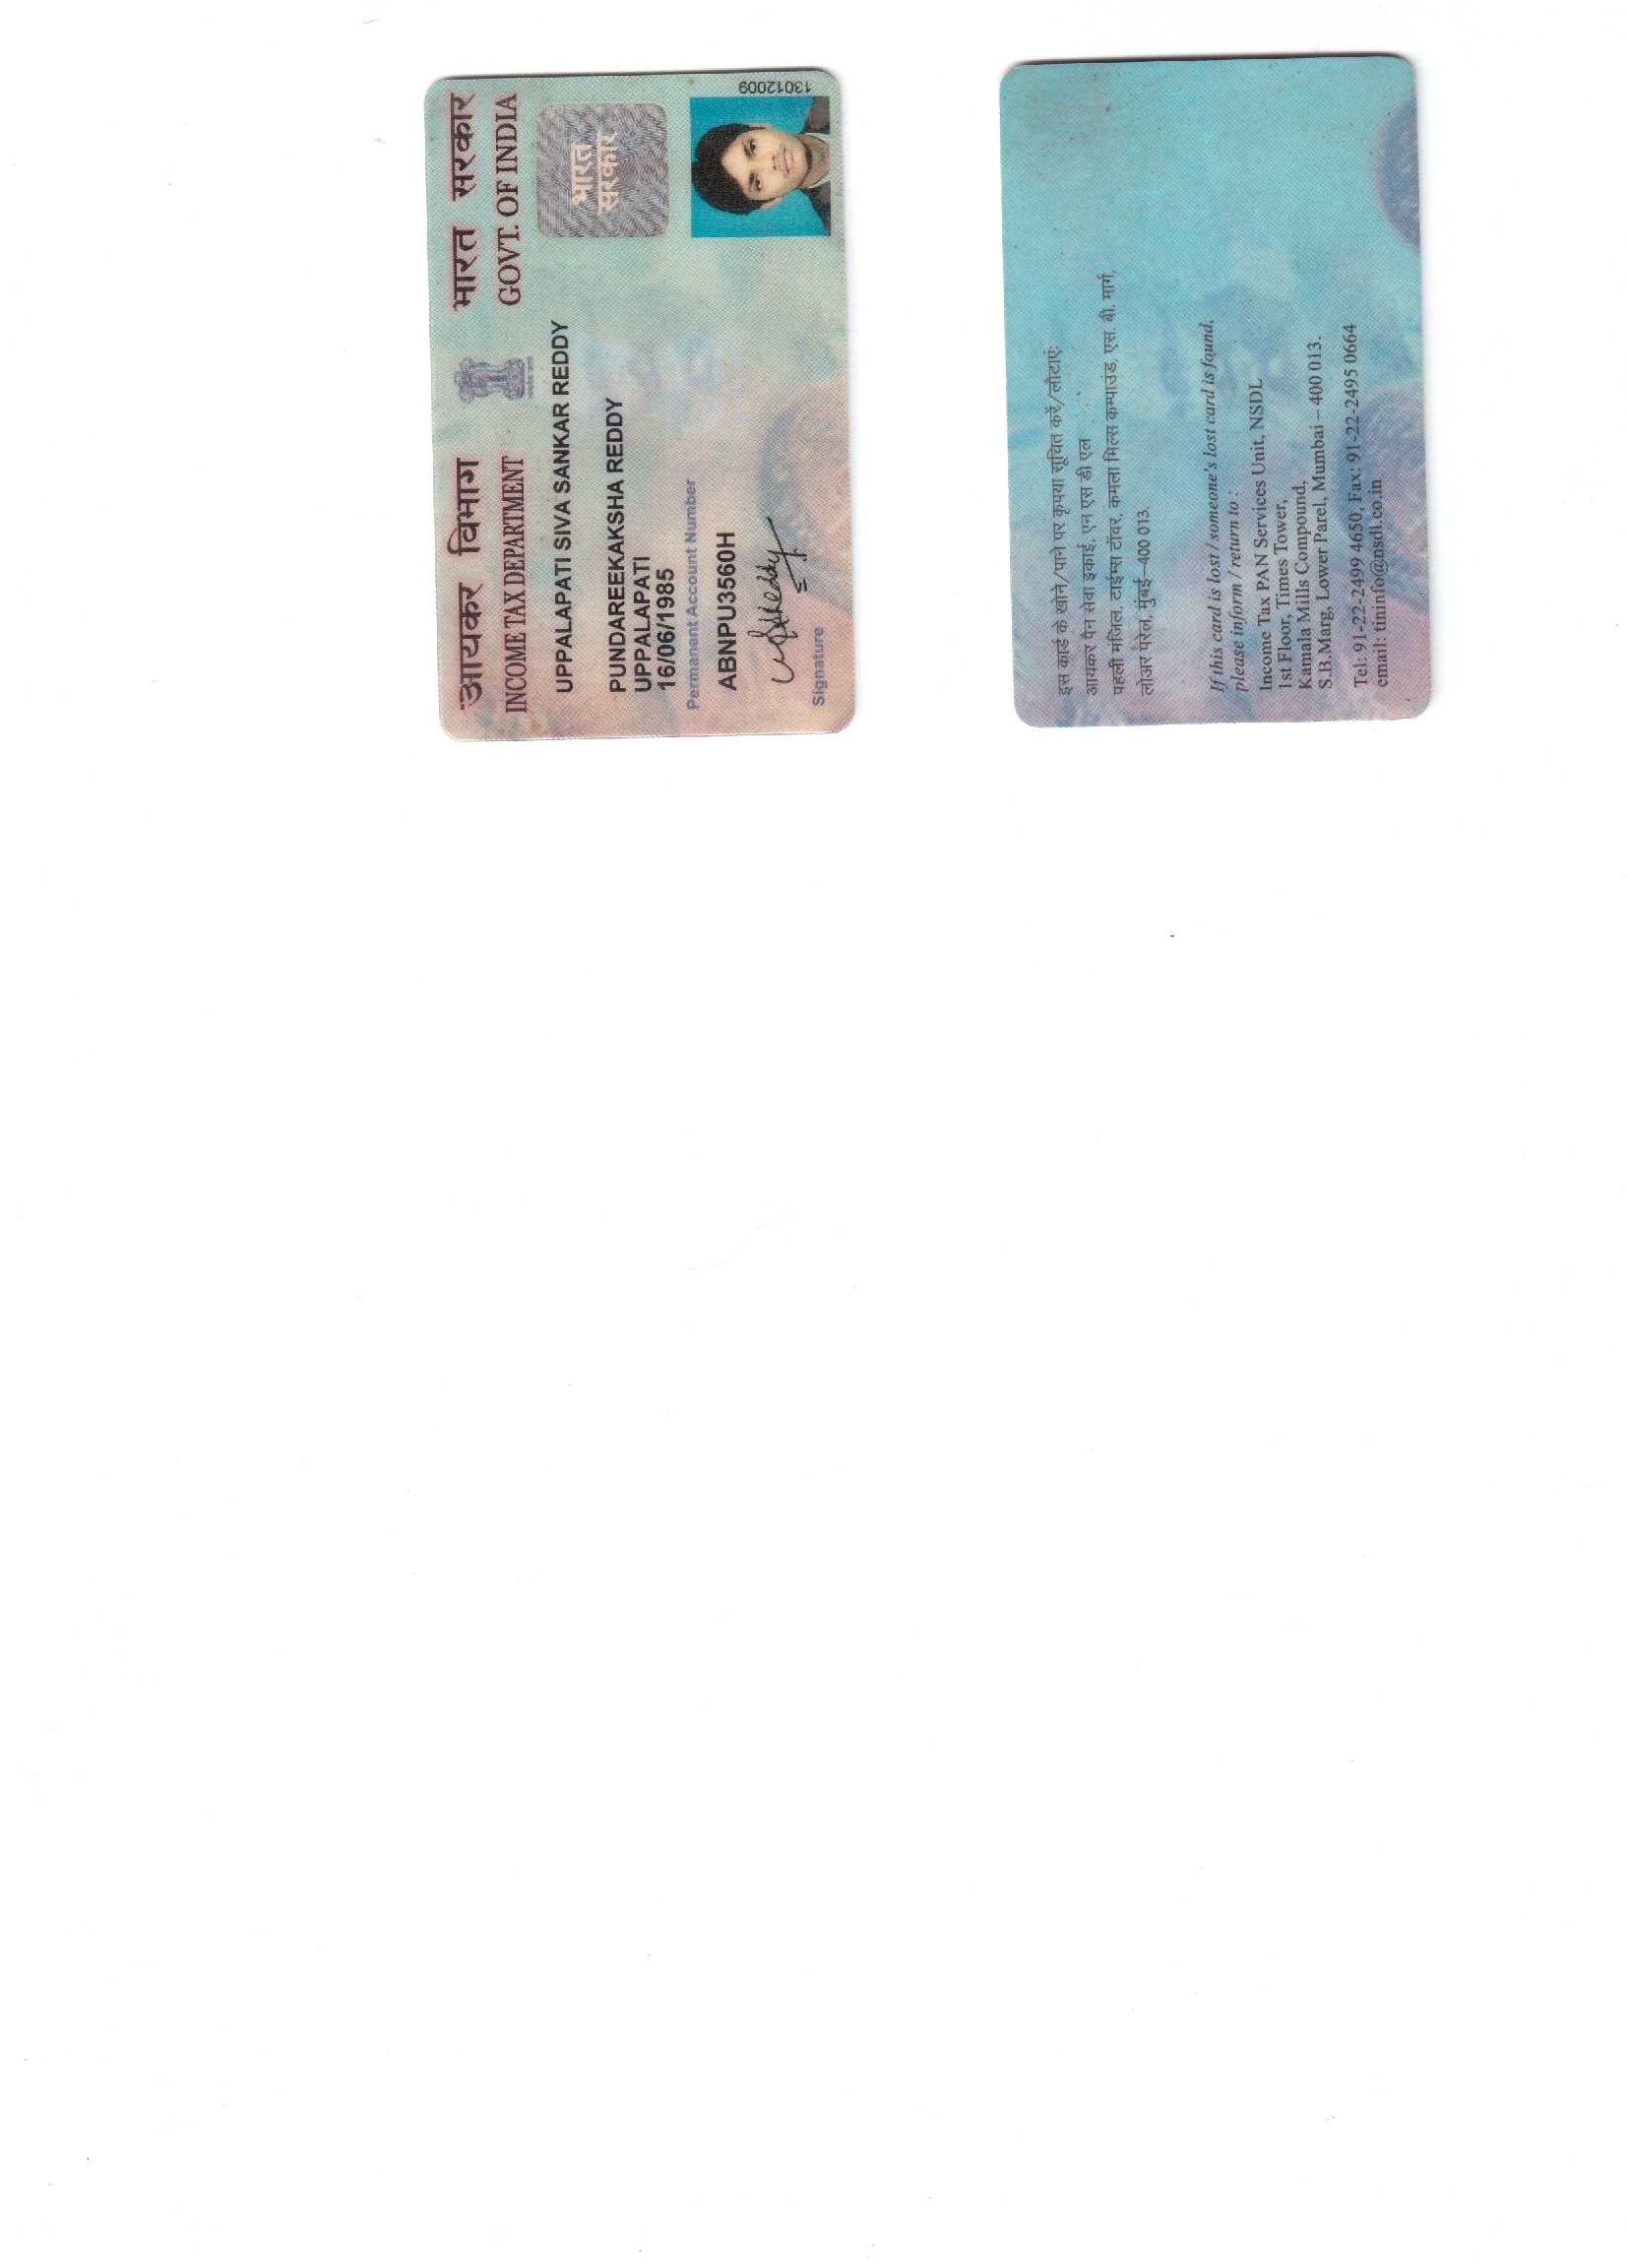 आयकर विभाग भारत सरकार
INCOME TAX DEPARTMENT GOVT. OF INDIA
UPPALAPATI SIVA SANKAR REDDY
भारत
सरकार
PUNDAREEKAKSHA REDDY
UPPALAPATI
16/06/1985
Permanent Account Number
ABNPU3560H
Signature
13012009
इस कार्ड के खोने/पाने पर कृपया सूचित करें/लौटाएं:
आयकर पैन सेवा इकाई, एन एस डी एल
पहली मंजिल, टाईम्स टॉवर, कमला मिल्स कम्पाउंड, एस. बी. मार्ग,
लोअर परेल, मुंबई–400 013.
If this card is lost / someone's lost card is found,
please inform / return to :
Income Tax PAN Services Unit, NSDL
1st Floor, Times Tower,
Kamala Mills Compound,
S.B.Marg, Lower Parel, Mumbai – 400 013.
Tel: 91-22-2499 4650, Fax: 91-22-2495 0664
email: tininfo@nsdl.co.in